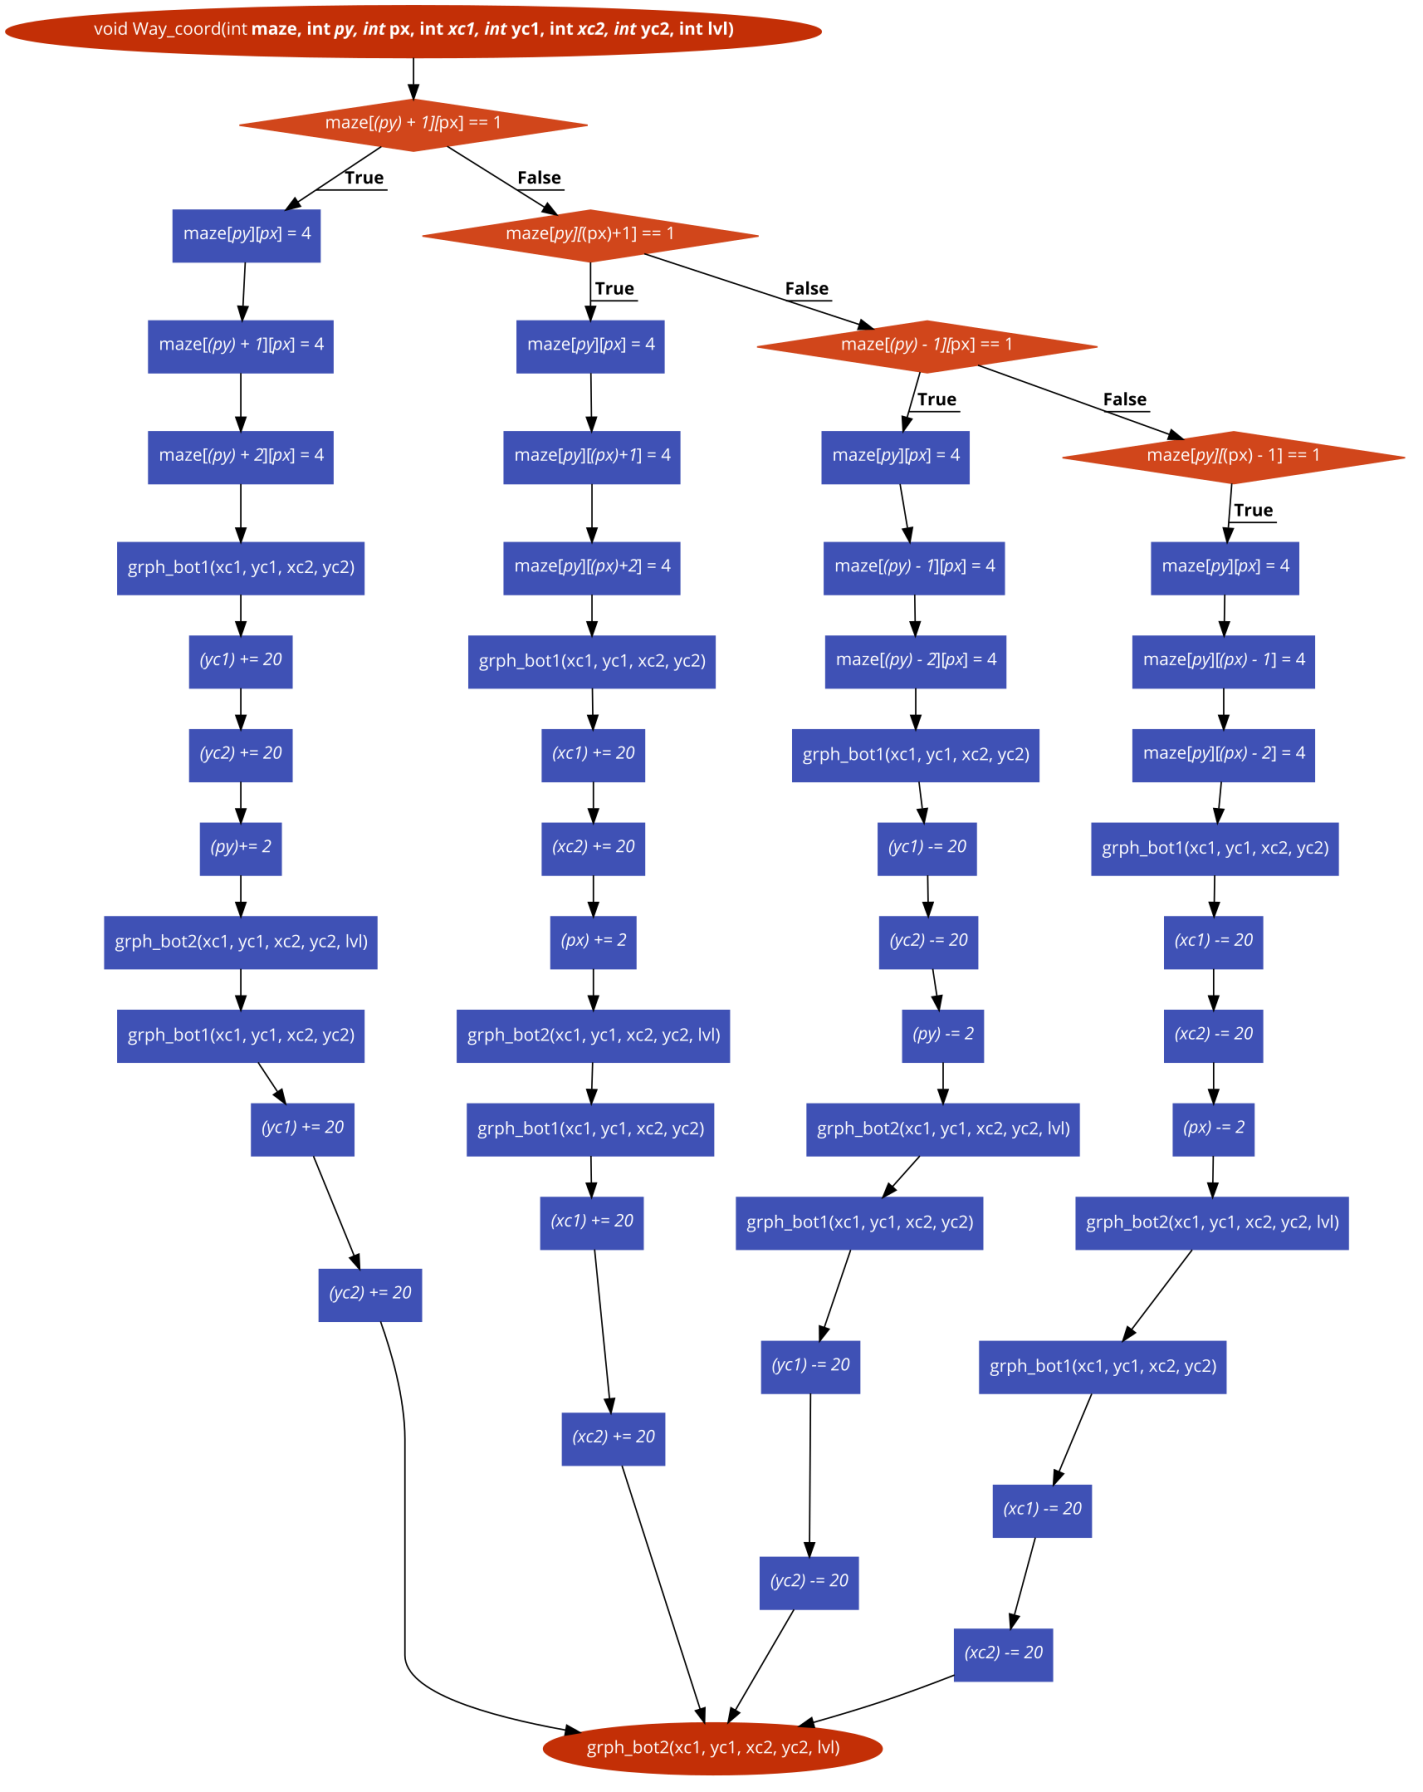 void Way_coord(int maze, int py, int px, int xc1, int yc1, int xc2, int yc2, int lvl)
maze[(py) + 1][px] == 1
True
False
maze[py][px] = 4
maze[py][(px)+1] == 1
True
False
maze[(py) + 1][px] = 4
maze[py][px] = 4
maze[(py) - 1][px] == 1
True
False
maze[(py) + 2][px] = 4
maze[py][(px)+1] = 4
maze[py][px] = 4
maze[py][(px) - 1] == 1
True
grph_bot1(xc1, yc1, xc2, yc2)
maze[py][(px)+2] = 4
maze[(py) - 1][px] = 4
maze[py][px] = 4
(yc1) += 20
grph_bot1(xc1, yc1, xc2, yc2)
maze[(py) - 2][px] = 4
maze[py][(px) - 1] = 4
(yc2) += 20
(xc1) += 20
grph_bot1(xc1, yc1, xc2, yc2)
maze[py][(px) - 2] = 4
(py)+= 2
(xc2) += 20
(yc1) -= 20
grph_bot1(xc1, yc1, xc2, yc2)
grph_bot2(xc1, yc1, xc2, yc2, lvl)
(px) += 2
(yc2) -= 20
(xc1) -= 20
grph_bot1(xc1, yc1, xc2, yc2)
grph_bot2(xc1, yc1, xc2, yc2, lvl)
(py) -= 2
(xc2) -= 20
(yc1) += 20
grph_bot1(xc1, yc1, xc2, yc2)
grph_bot2(xc1, yc1, xc2, yc2, lvl)
(px) -= 2
(xc1) += 20
grph_bot1(xc1, yc1, xc2, yc2)
grph_bot2(xc1, yc1, xc2, yc2, lvl)
(yc2) += 20
(yc1) -= 20
grph_bot1(xc1, yc1, xc2, yc2)
(xc2) += 20
(xc1) -= 20
(yc2) -= 20
(xc2) -= 20
grph_bot2(xc1, yc1, xc2, yc2, lvl)